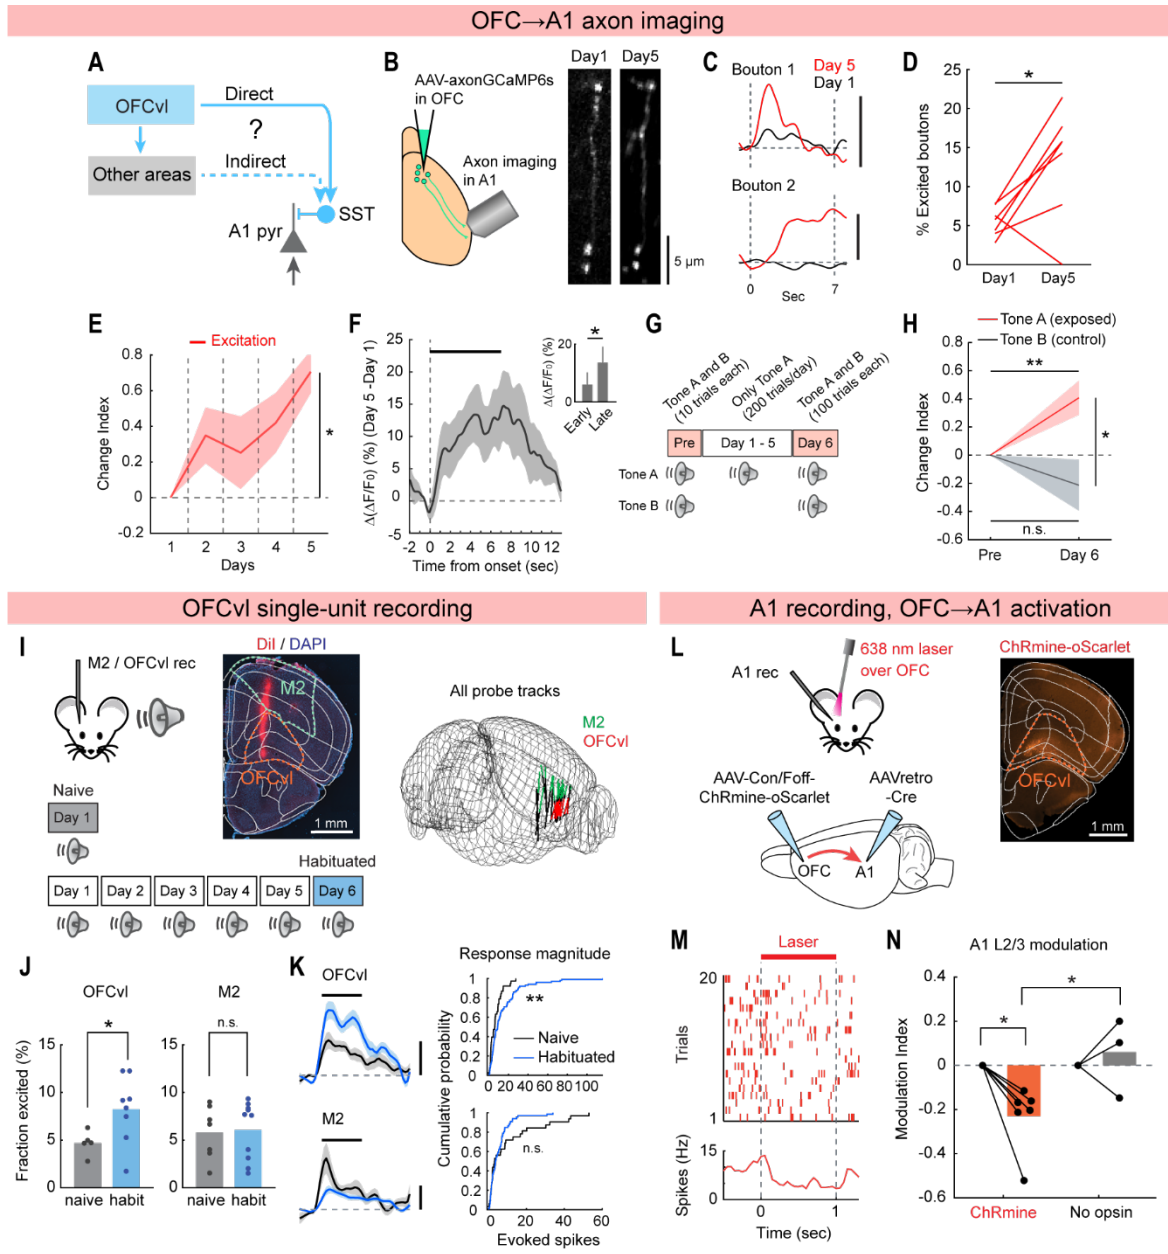 OFC→A1 axon imaging
A
OFCvl
Direct
?
Other areas
Indirect
SST
A1 pyr
B
AAV-axonGCaMP6s
in OFC
Axon imaging
in A1
Day1
Day5
5 μm
C
Day 5
Day 1
Bouton 1
Bouton 2
0
Sec
7
D
*
% Excited boutons
25
20
15
10
5
0
Day1
Day5
E
Excitation
Change Index
0.8
0.6
0.4
0.2
0
-0.2
*
1 2 3 4 5
Days
F
Δ(ΔF/F₀) (%) (Day 5 -Day 1)
25
20
15
10
5
0
-5
-2 0 2 4 6 8 10 12
Time from onset (sec)
Δ(ΔF/F₀) (%)
20
0
*
Early
Late
G
Tone A and B
(10 trials each)
Only Tone A
(200 trials/day)
Tone A and B
(100 trials each)
Pre
Day 1 - 5
Day 6
Tone A
Tone B
H
Tone A (exposed)
Tone B (control)
Change Index
0.8
0.6
0.4
0.2
0
-0.2
-0.4
-0.6
**
*
n.s.
Pre
Day 6
OFCvl single-unit recording
I
M2 / OFCvl rec
DiI / DAPI
M2
OFCvl
1 mm
All probe tracks
M2
OFCvl
Naive
Day 1
Habituated
Day 1 Day 2 Day 3 Day 4 Day 5 Day 6
J
OFCvl
M2
*
n.s.
Fraction excited (%)
15
10
5
0
naive habit
15
10
5
0
naive habit
K
OFCvl
M2
Response magnitude
Cumulative probability
1
0.8
0.6
0.4
0.2
0
**
Naive
Habituated
0 20 40 60 80 100
1
0.8
0.6
0.4
0.2
0
n.s.
0 20 40 60
Evoked spikes
A1 recording, OFC→A1 activation
L
A1 rec
638 nm laser
over OFC
AAV-Con/Foff-
ChRmine-oScarlet
AAVretro
-Cre
OFC
A1
ChRmine-oScarlet
OFCvl
1 mm
M
Laser
Trials
20
1
Spikes (Hz)
15
0
0
1
Time (sec)
N
A1 L2/3 modulation
Modulation Index
0.4
0.2
0
-0.2
-0.4
-0.6
*
*
ChRmine
No opsin